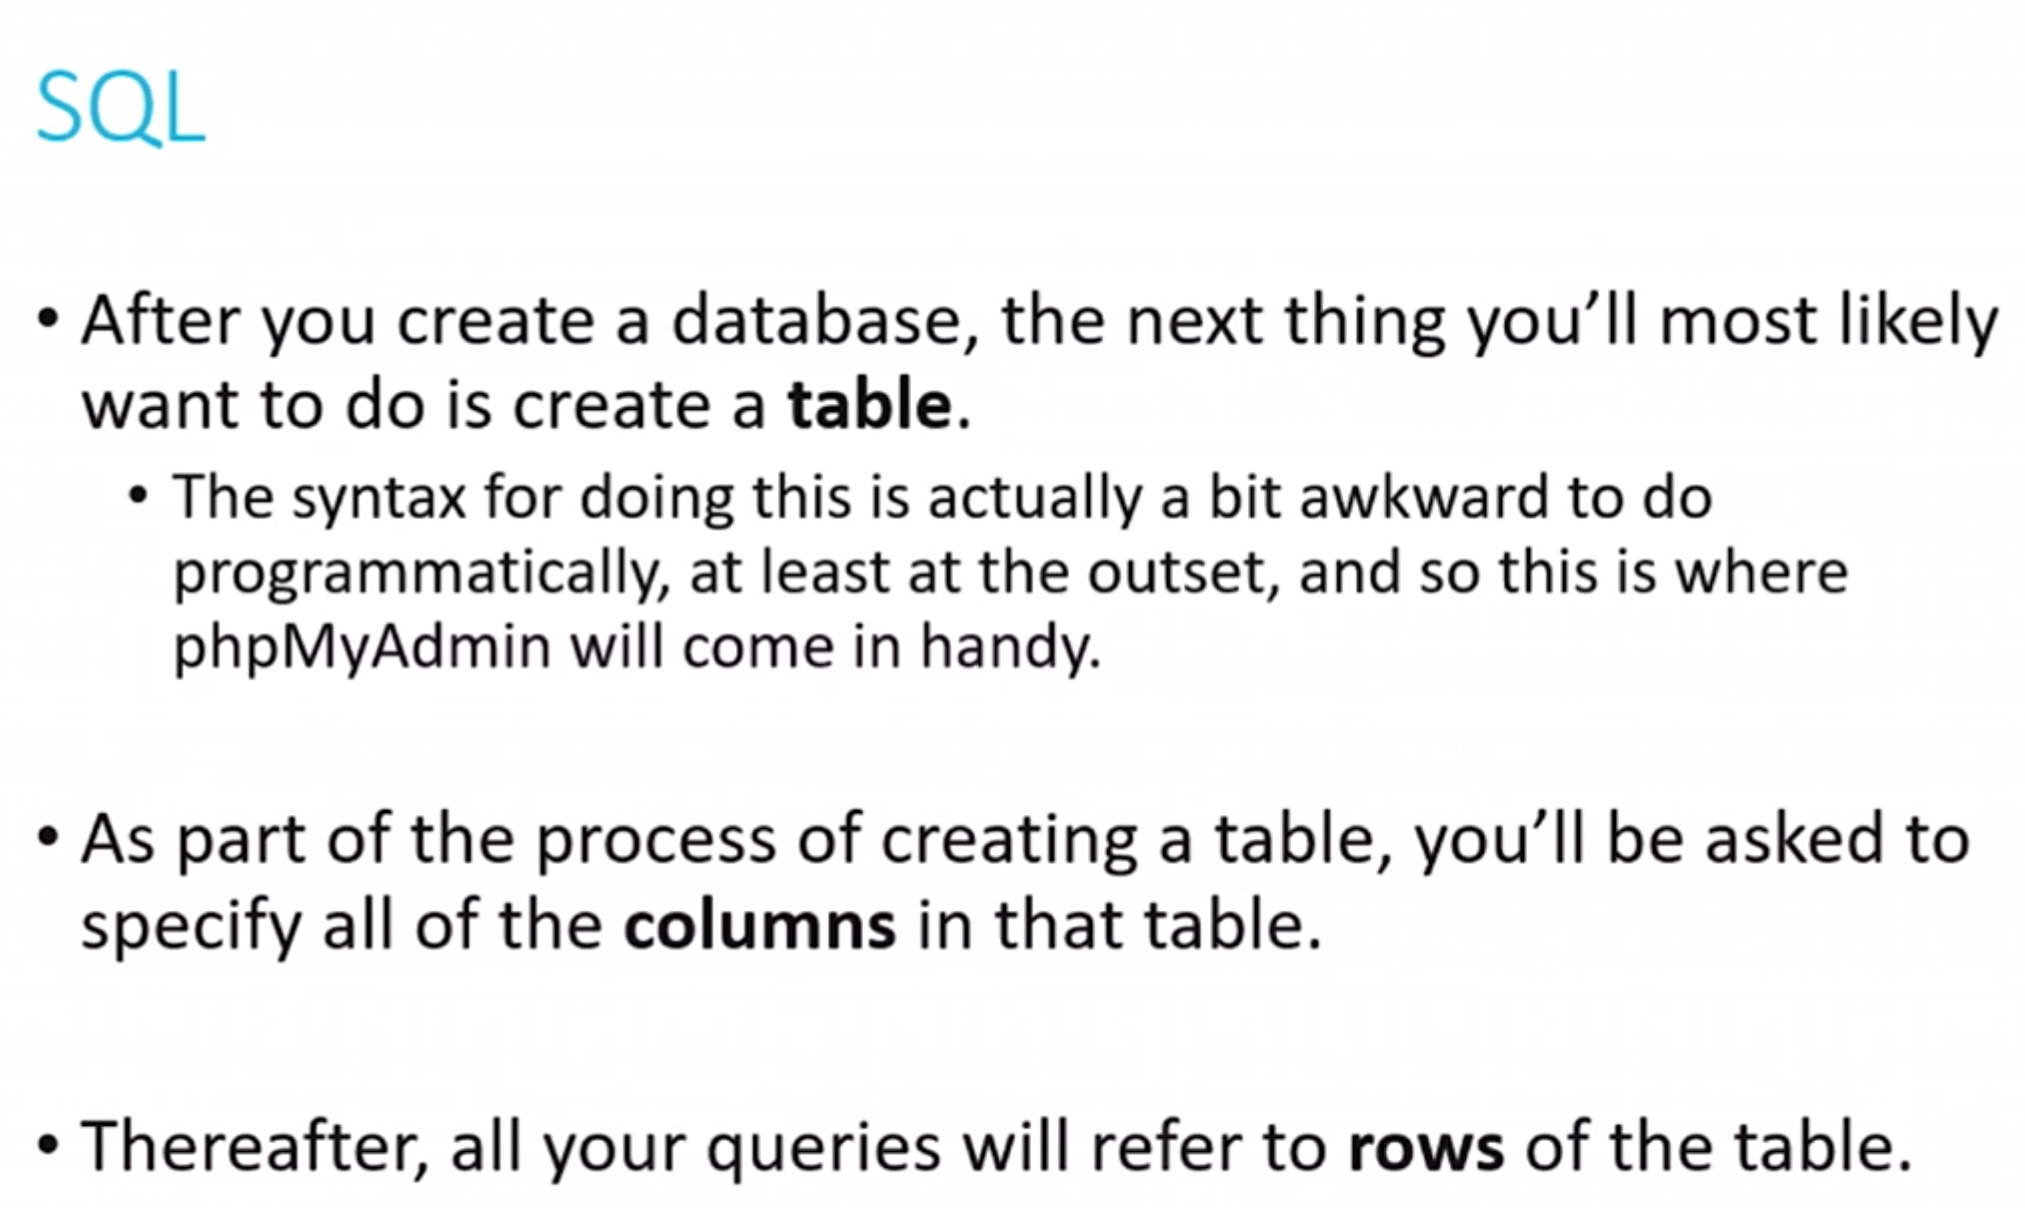 SQL
• After you create a database, the next thing you’ll most likely
want to do is create a table.
• The syntax for doing this is actually a bit awkward to do
programmatically, at least at the outset, and so this is where
phpMyAdmin will come in handy.
• As part of the process of creating a table, you’ll be asked to
specify all of the columns in that table.
• Thereafter, all your queries will refer to rows of the table.